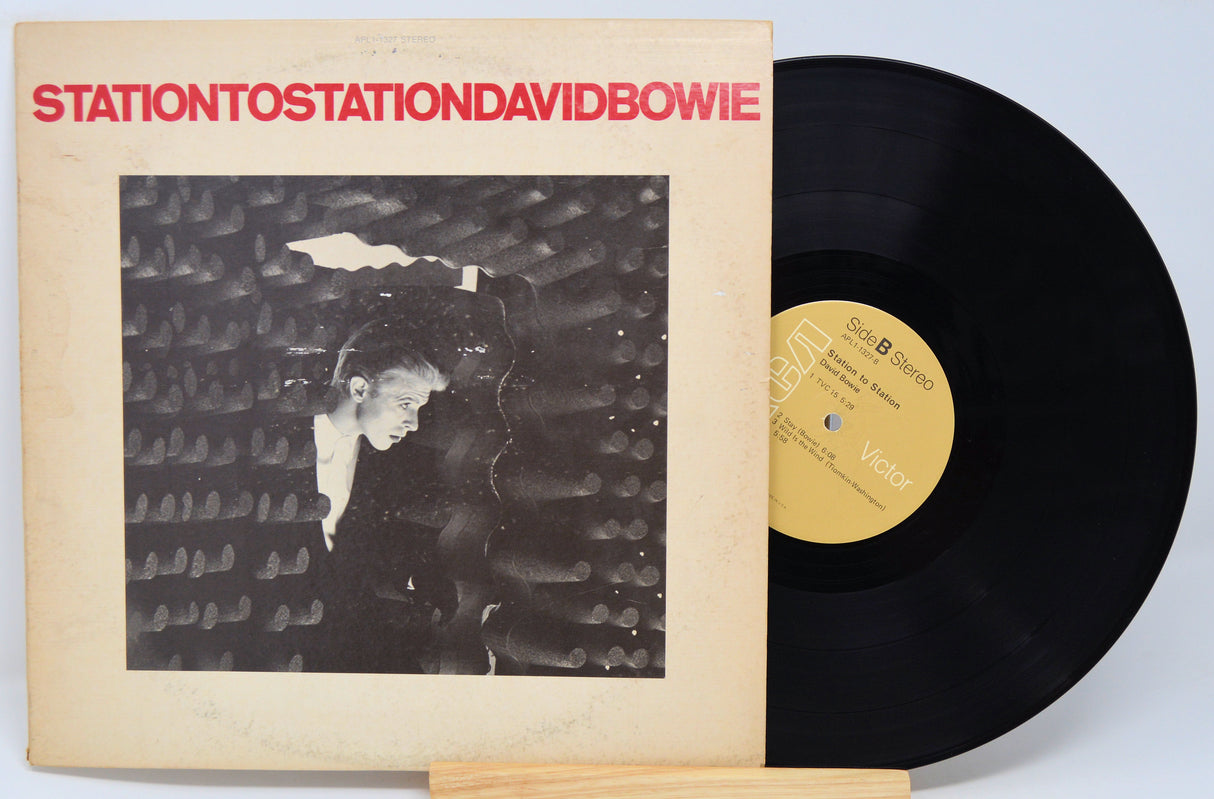 APL1-1327 STEREO
STATIONTOSTATIONDAVIDBOWIE
RCA
Side B Stereo
APL1-1327-B
Station to Station
David Bowie
1 TVC 15 5:29
2 Stay (Bowie) 6:08
3 Wild Is the Wind (Tiomkin-Washington)
5:58
Victor